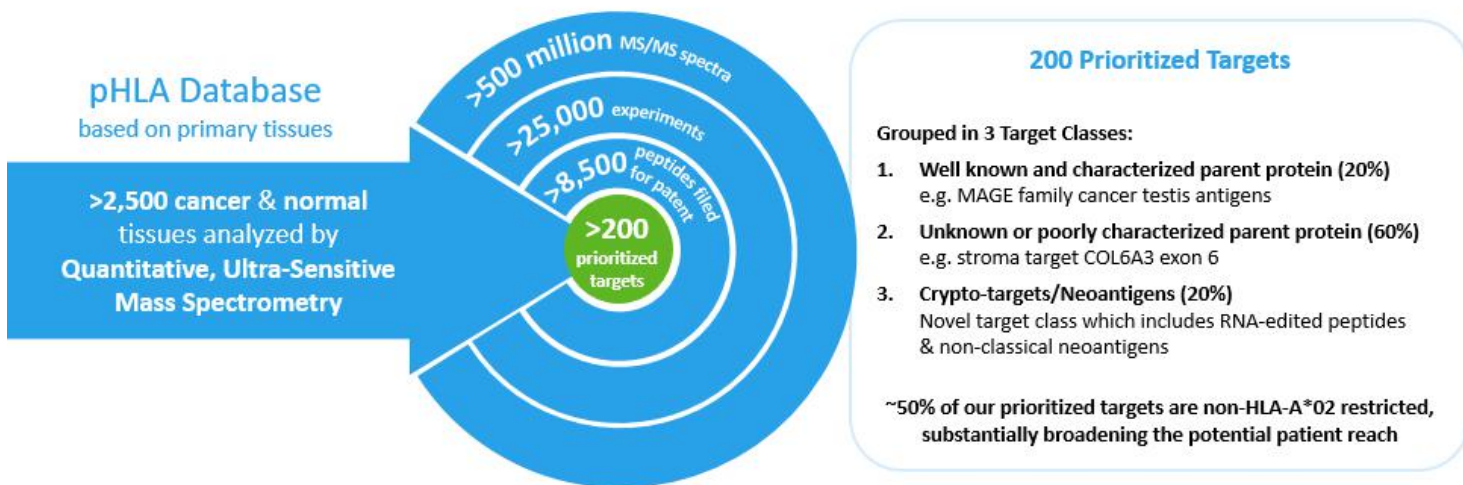 pHLA Database
based on primary tissues
>2,500 cancer & normal
tissues analyzed by
Quantitative, Ultra-Sensitive
Mass Spectrometry
>500 million MS/MS spectra
>25,000 experiments
>8,500 peptides filed
for patent
>200
prioritized
targets
200 Prioritized Targets
Grouped in 3 Target Classes:
1. Well known and characterized parent protein (20%)
e.g. MAGE family cancer testis antigens
2. Unknown or poorly characterized parent protein (60%)
e.g. stroma target COL6A3 exon 6
3. Crypto-targets/Neoantigens (20%)
Novel target class which includes RNA-edited peptides
& non-classical neoantigens
~50% of our prioritized targets are non-HLA-A*02 restricted,
substantially broadening the potential patient reach